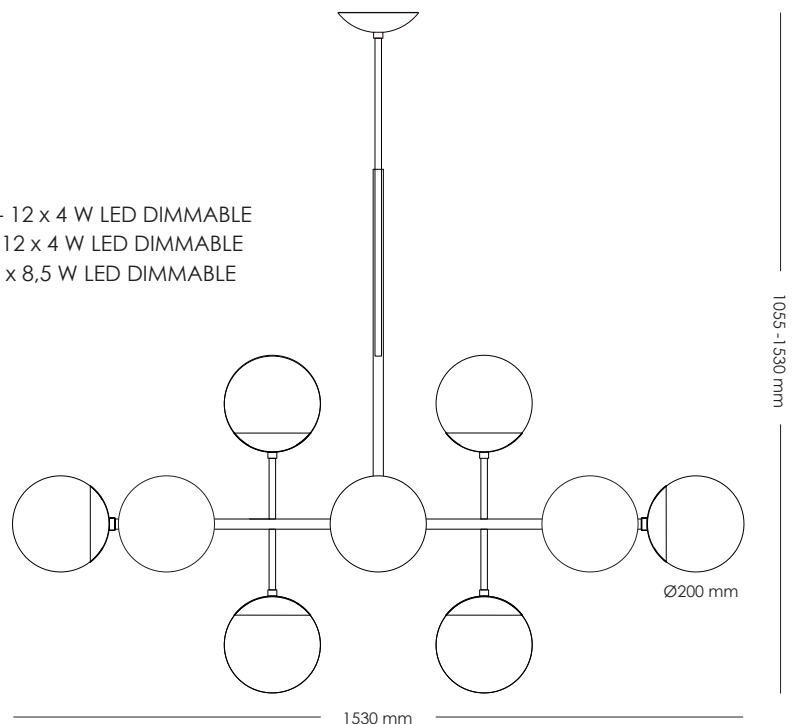 - 12 x 4 W LED DIMMABLE
12 x 4 W LED DIMMABLE
x 8,5 W LED DIMMABLE
1055 -1530 mm
Ø200 mm
1530 mm